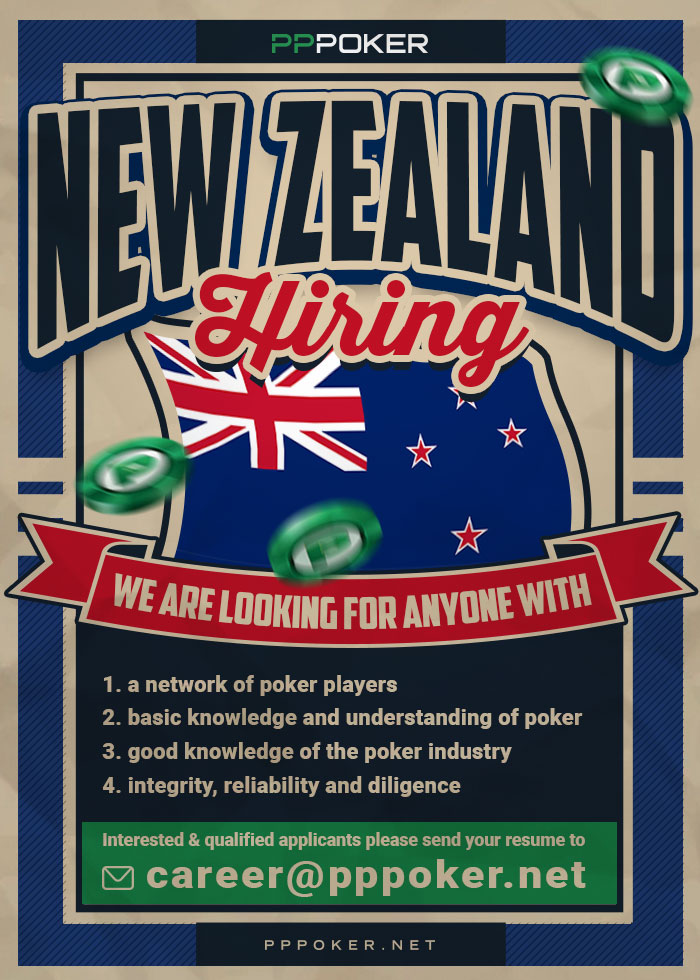 PPPOKER
NEW ZEALAND
Hiring
WE ARE LOOKING FOR ANYONE WITH
1. a network of poker players
2. basic knowledge and understanding of poker
3. good knowledge of the poker industry
4. integrity, reliability and diligence
Interested & qualified applicants please send your resume to
career@pppoker.net
PPPOKER.NET